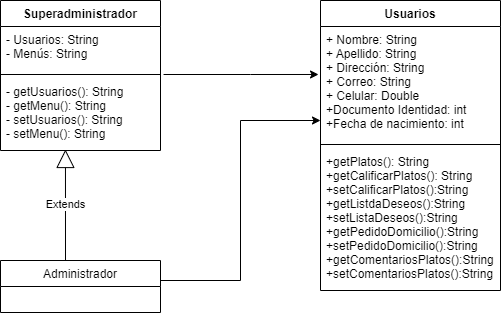 Superadministrador
- Usuarios: String
- Menús: String
- getUsuarios(): String
- getMenu(): String
- setUsuarios(): String
- setMenu(): String
Extends
Administrador
Usuarios
+ Nombre: String
+ Apellido: String
+ Dirección: String
+ Correo: String
+ Celular: Double
+Documento Identidad: int
+Fecha de nacimiento: int
+getPlatos(): String
+getCalificarPlatos(): String
+setCalificarPlatos():String
+getListdaDeseos():String
+setListaDeseos():String
+getPedidoDomicilio():String
+setPedidoDomicilio():String
+getComentariosPlatos():String
+setComentariosPlatos():String